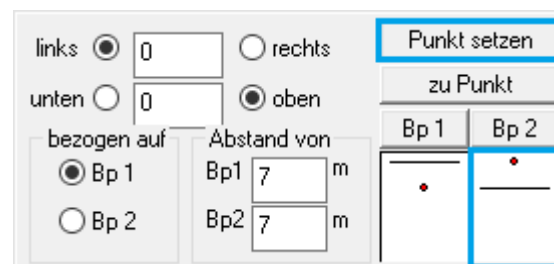 links 0 rechts Punkt setzen
unten 0 oben zu Punkt
bezogen auf Abstand von Bp 1 Bp 2
Bp 1 Bp1 7 m
Bp 2 Bp2 7 m